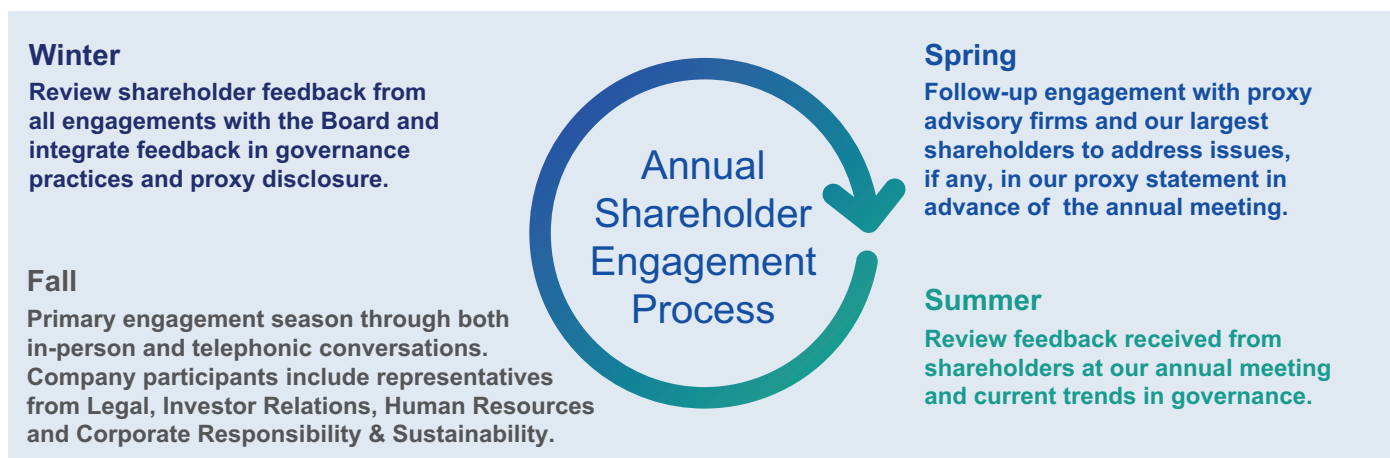 Winter
Review shareholder feedback from
all engagements with the Board and
integrate feedback in governance
practices and proxy disclosure.
Fall
Primary engagement season through both
in-person and telephonic conversations.
Company participants include representatives
from Legal, Investor Relations, Human Resources
and Corporate Responsibility & Sustainability.
Annual
Shareholder
Engagement
Process
Spring
Follow-up engagement with proxy
advisory firms and our largest
shareholders to address issues,
if any, in our proxy statement in
advance of  the annual meeting.
Summer
Review feedback received from
shareholders at our annual meeting
and current trends in governance.